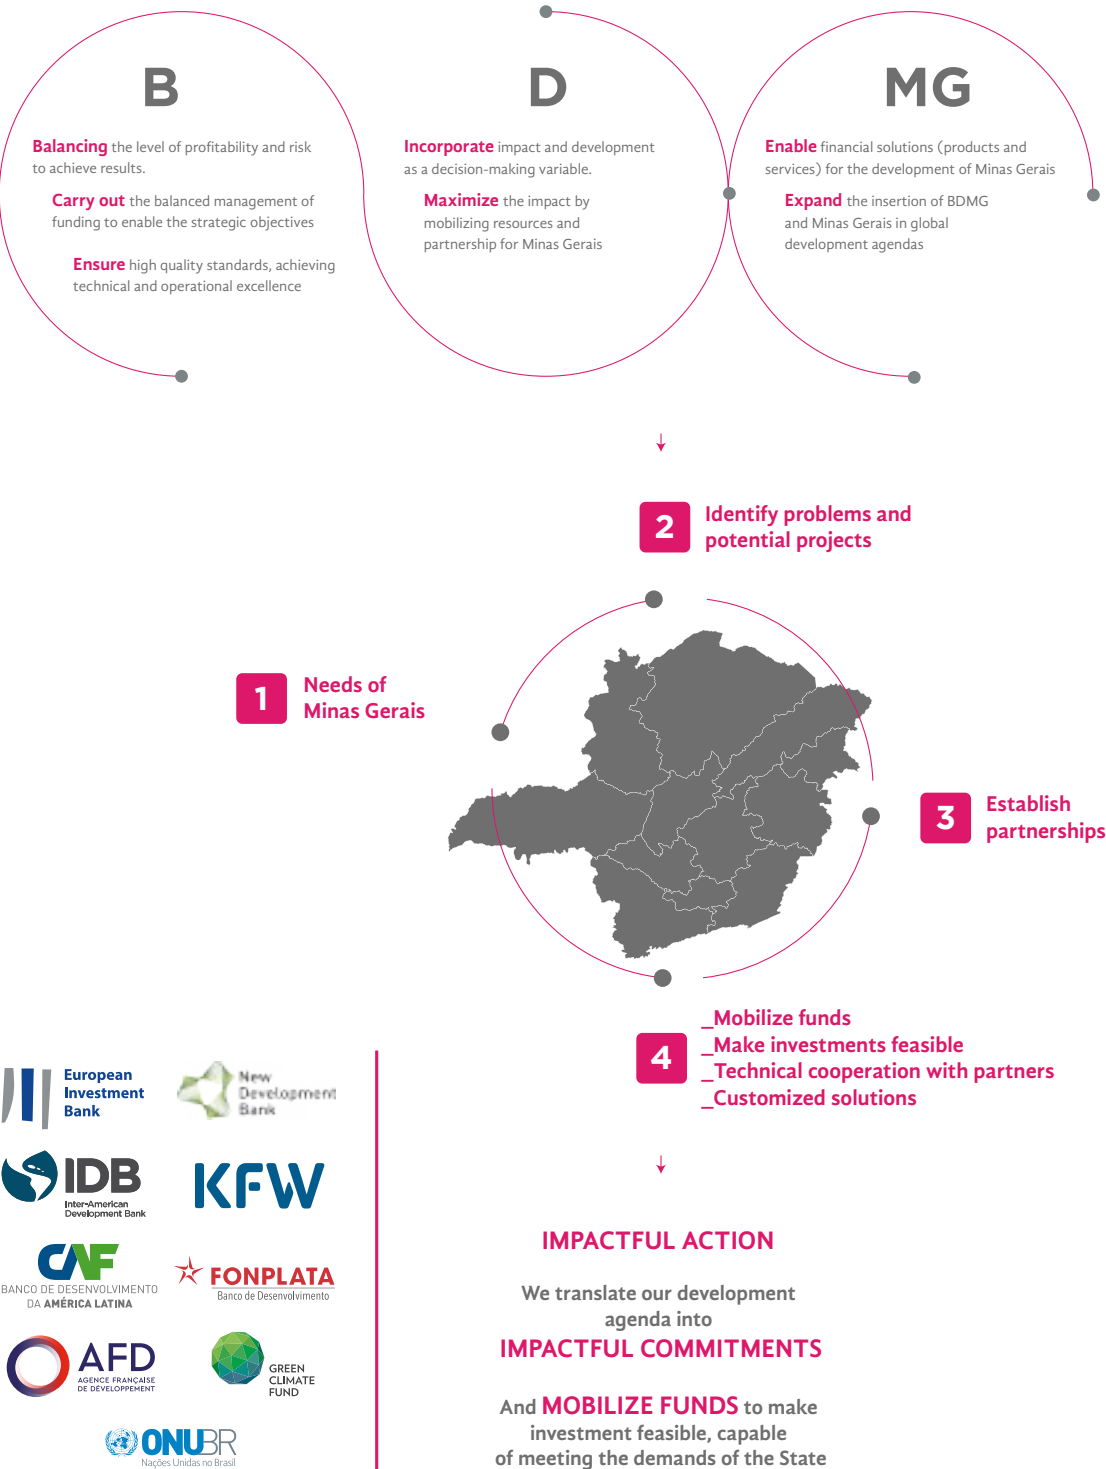 B
Balancing the level of profitability and risk
to achieve results.
Carry out the balanced management of
funding to enable the strategic objectives
Ensure high quality standards, achieving
technical and operational excellence
D
Incorporate impact and development
as a decision-making variable.
Maximize the impact by
mobilizing resources and
partnership for Minas Gerais
MG
Enable financial solutions (products and
services) for the development of Minas Gerais
Expand the insertion of BDMG
and Minas Gerais in global
development agendas
1
Needs of
Minas Gerais
2
Identify problems and
potential projects
3
Establish
partnerships
4
_Mobilize funds
_Make investments feasible
_Technical cooperation with partners
_Customized solutions
European
Investment
Bank
New
Development
Bank
IDB
Inter-American
Development Bank
KFW
CAF
BANCO DE DESENVOLVIMENTO
DA AMÉRICA LATINA
FONPLATA
Banco de Desenvolvimento
AFD
AGENCE FRANÇAISE
DE DÉVELOPPEMENT
GREEN
CLIMATE
FUND
ONUBR
Nações Unidas no Brasil
IMPACTFUL ACTION
We translate our development
agenda into
IMPACTFUL COMMITMENTS
And MOBILIZE FUNDS to make
investment feasible, capable
of meeting the demands of the State